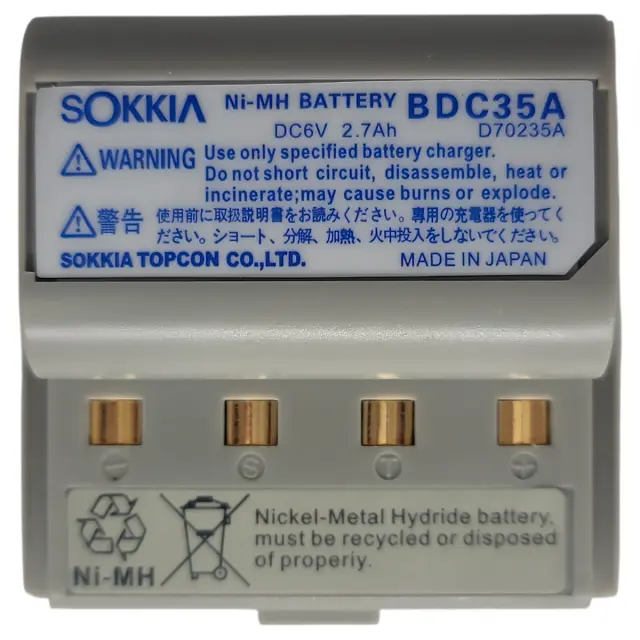 SOKKIA Ni-MH BATTERY BDC35A
DC6V 2.7Ah D70235A
WARNING Use only specified battery charger.
Do not short circuit, disassemble, heat or
incinerate;may cause burns or explode.
警告 使用前に取扱説明書をお読みください。専用の充電器を使ってく
ださい。ショート、分解、加熱、火中投入をしないでください。
SOKKIA TOPCON CO.,LTD. MADE IN JAPAN
- S T +
Nickel-Metal Hydride battery.
must be recycled or disposed
of properiy.
Ni-MH